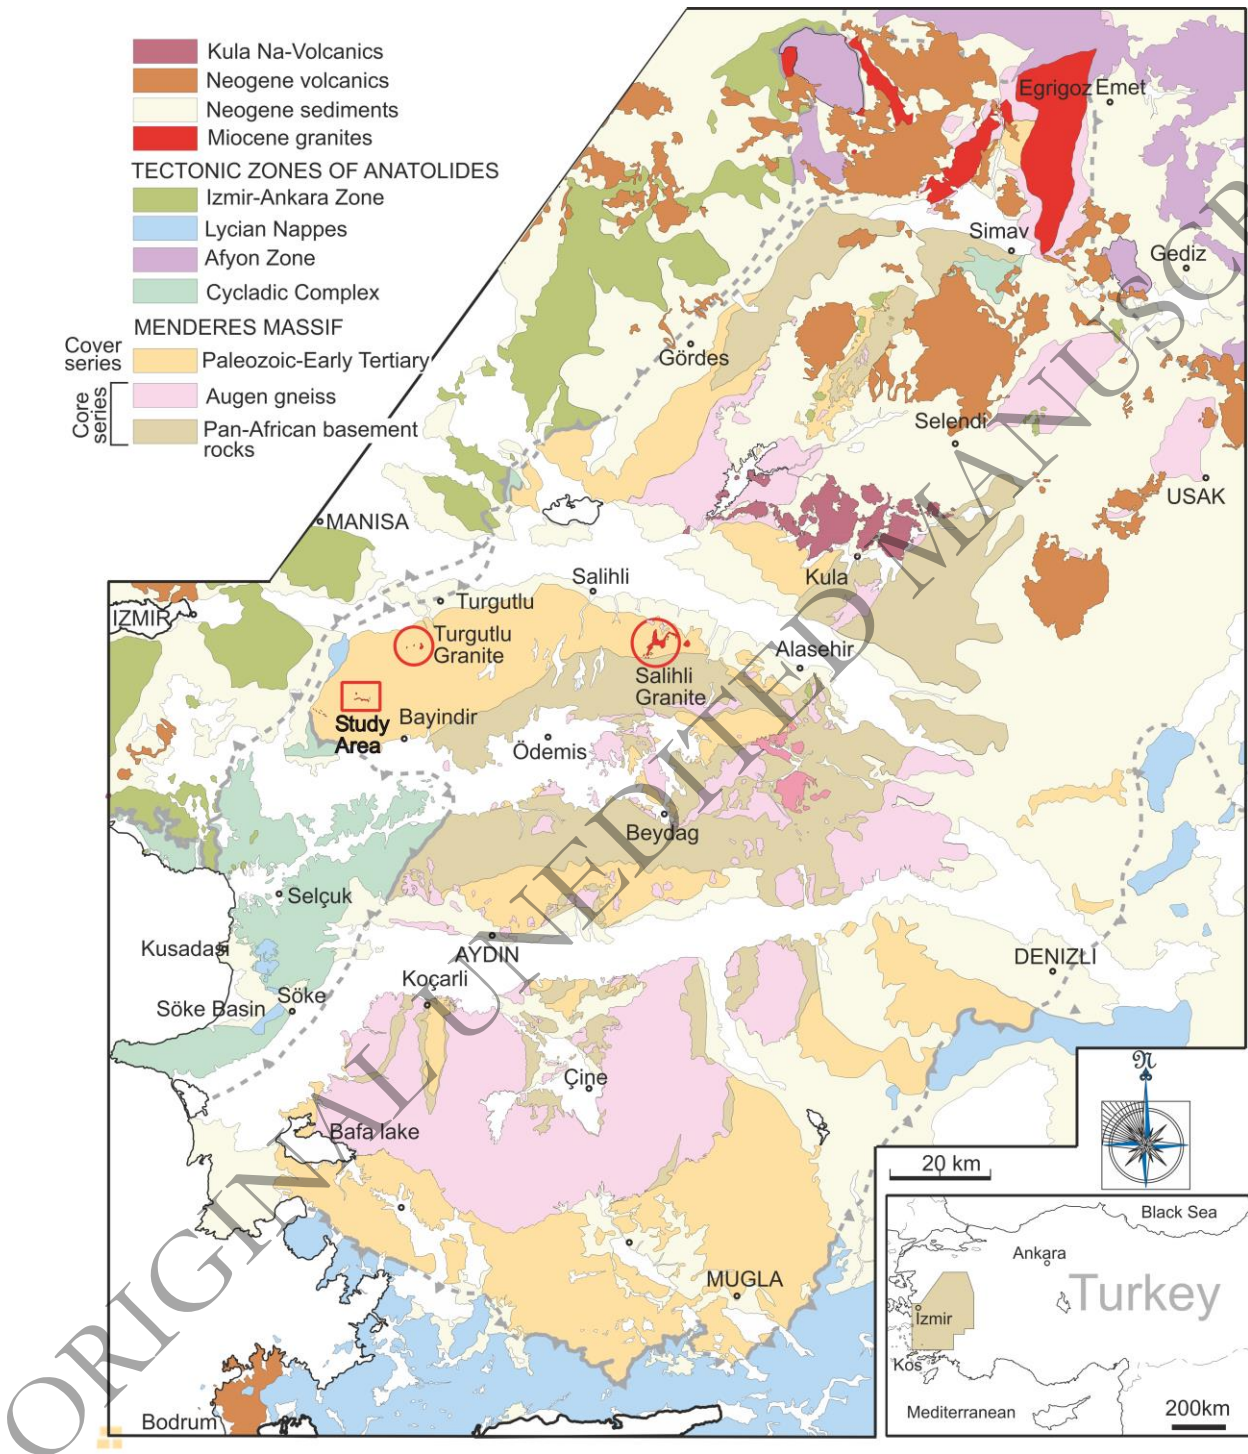 Kula Na-Volcanics
Neogene volcanics
Neogene sediments
Miocene granites
TECTONIC ZONES OF ANATOLIDES
Izmir-Ankara Zone
Lycian Nappes
Afyon Zone
Cycladic Complex
MENDERES MASSIF
Cover
series
Paleozoic-Early Tertiary
Core
series
Augen gneiss
Pan-African basement
rocks
Egrigoz
Emet
Simav
Gediz
Gördes
Selendi
USAK
MANISA
Kula
Salihli
Turgutlu
IZMIR
Turgutlu
Granite
Salihli
Granite
Alasehir
Study
Area
Bayindir
Ödemis
Beydag
Selçuk
Kusadasi
AYDIN
DENIZLI
Koçarli
Söke
Söke Basin
Çine
Bafa lake
MUGLA
Bodrum
N
20 km
Black Sea
Ankara
Turkey
Izmir
Kos
Mediterranean
200km
ORIGINAL UNEDITED MANUSCRIP